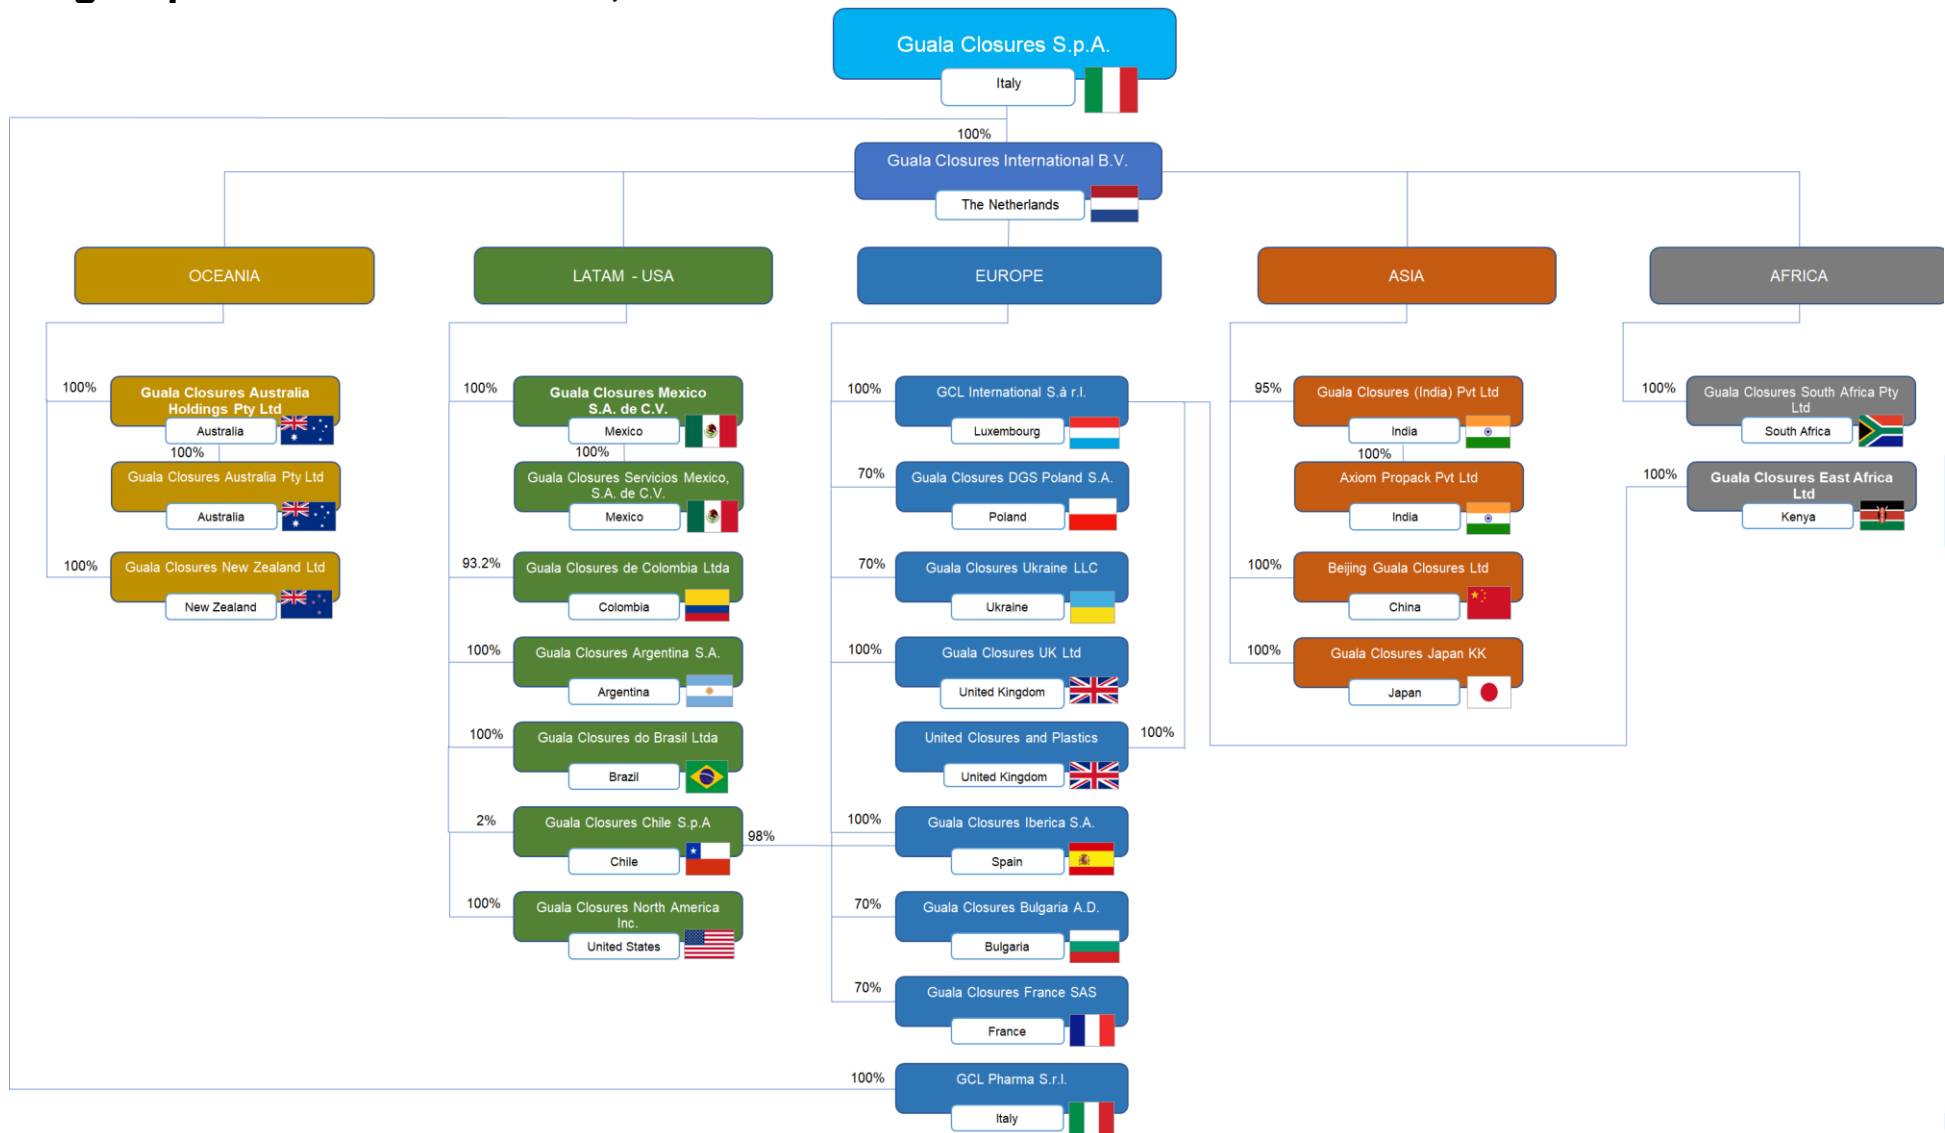 Guala Closures S.p.A.
Italy
100%
Guala Closures International B.V.
The Netherlands
OCEANIA
LATAM - USA
EUROPE
ASIA
AFRICA
100%
Guala Closures Australia
Holdings Pty Ltd
Australia
100%
Guala Closures Australia Pty Ltd
Australia
100%
Guala Closures New Zealand Ltd
New Zealand
100%
Guala Closures Mexico
S.A. de C.V.
Mexico
100%
Guala Closures Servicios Mexico,
S.A. de C.V.
Mexico
93.2%
Guala Closures de Colombia Ltda
Colombia
100%
Guala Closures Argentina S.A.
Argentina
100%
Guala Closures do Brasil Ltda
Brazil
2%
Guala Closures Chile S.p.A
98%
Chile
100%
Guala Closures North America
Inc.
United States
100%
GCL International S.à r.l.
Luxembourg
70%
Guala Closures DGS Poland S.A.
Poland
70%
Guala Closures Ukraine LLC
Ukraine
100%
Guala Closures UK Ltd
United Kingdom
United Closures and Plastics
100%
United Kingdom
100%
Guala Closures Iberica S.A.
Spain
70%
Guala Closures Bulgaria A.D.
Bulgaria
70%
Guala Closures France SAS
France
100%
GCL Pharma S.r.l.
Italy
95%
Guala Closures (India) Pvt Ltd
India
100%
Axiom Propack Pvt Ltd
India
100%
Beijing Guala Closures Ltd
China
100%
Guala Closures Japan KK
Japan
100%
Guala Closures South Africa Pty
Ltd
South Africa
100%
Guala Closures East Africa
Ltd
Kenya